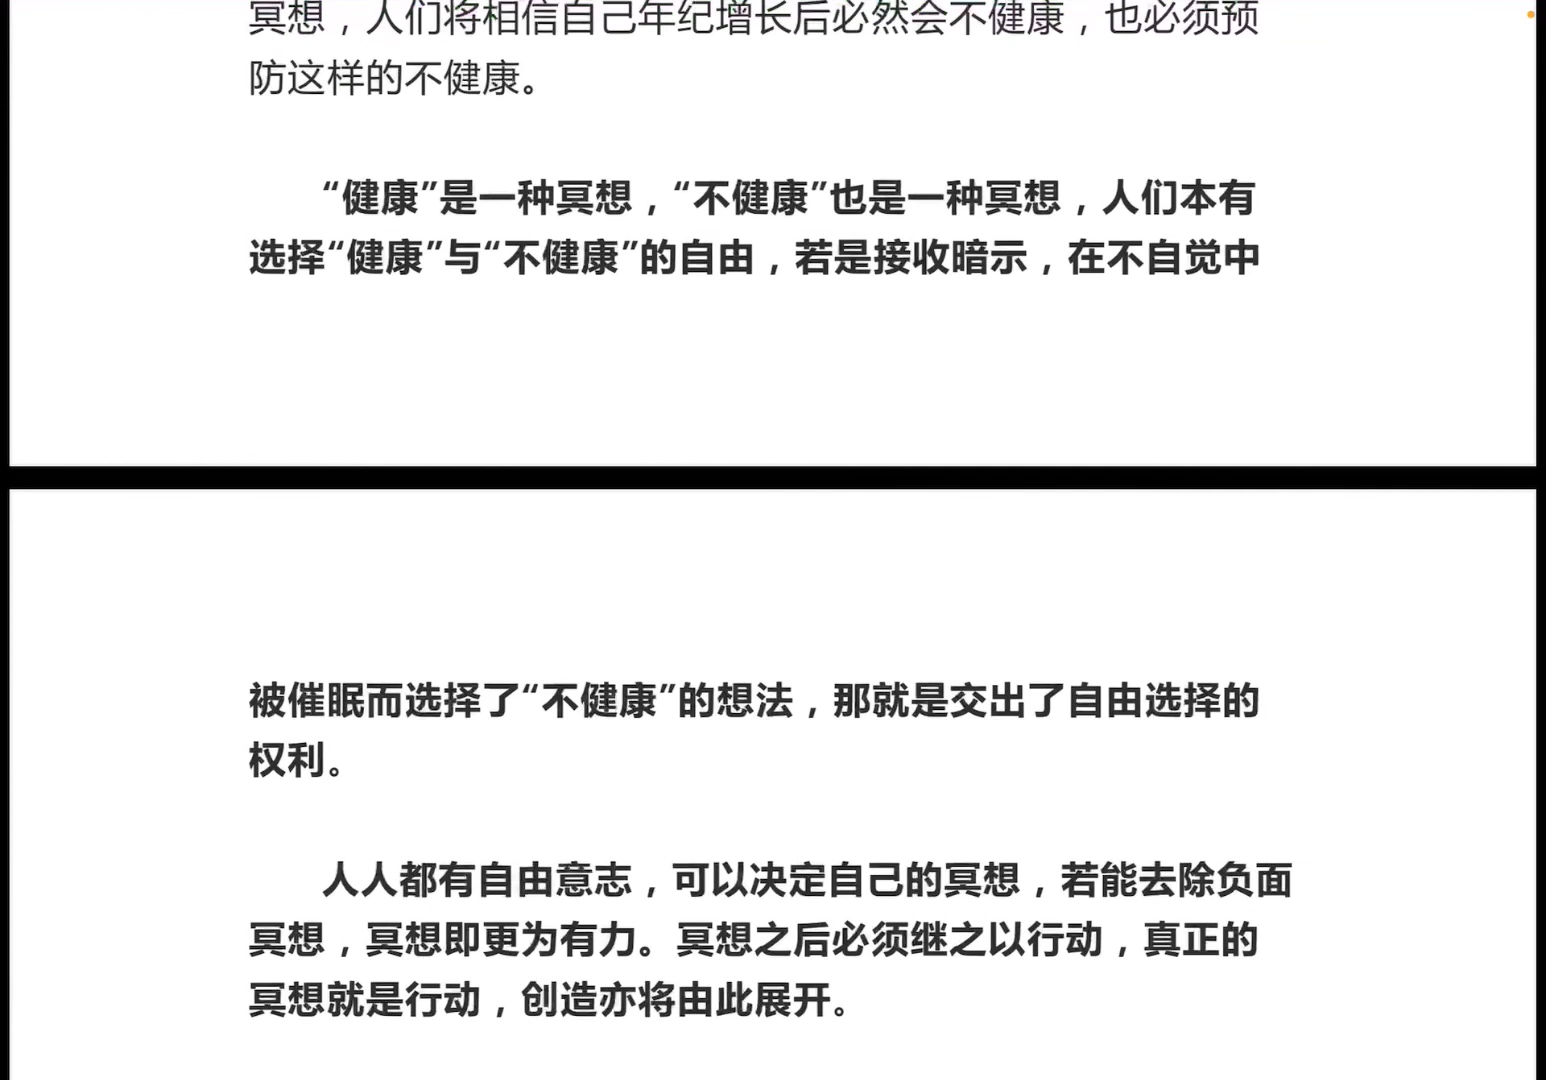 冥想，人们将相信自己年纪增长后必然会不健康，也必须预
防这样的不健康。
“健康”是一种冥想，“不健康”也是一种冥想，人们本有
选择“健康”与“不健康”的自由，若是接收暗示，在不自觉中
被催眠而选择了“不健康”的想法，那就是交出了自由选择的
权利。
人人都有自由意志，可以决定自己的冥想，若能去除负面
冥想，冥想即更为有力。冥想之后必须继之以行动，真正的
冥想就是行动，创造亦将由此展开。